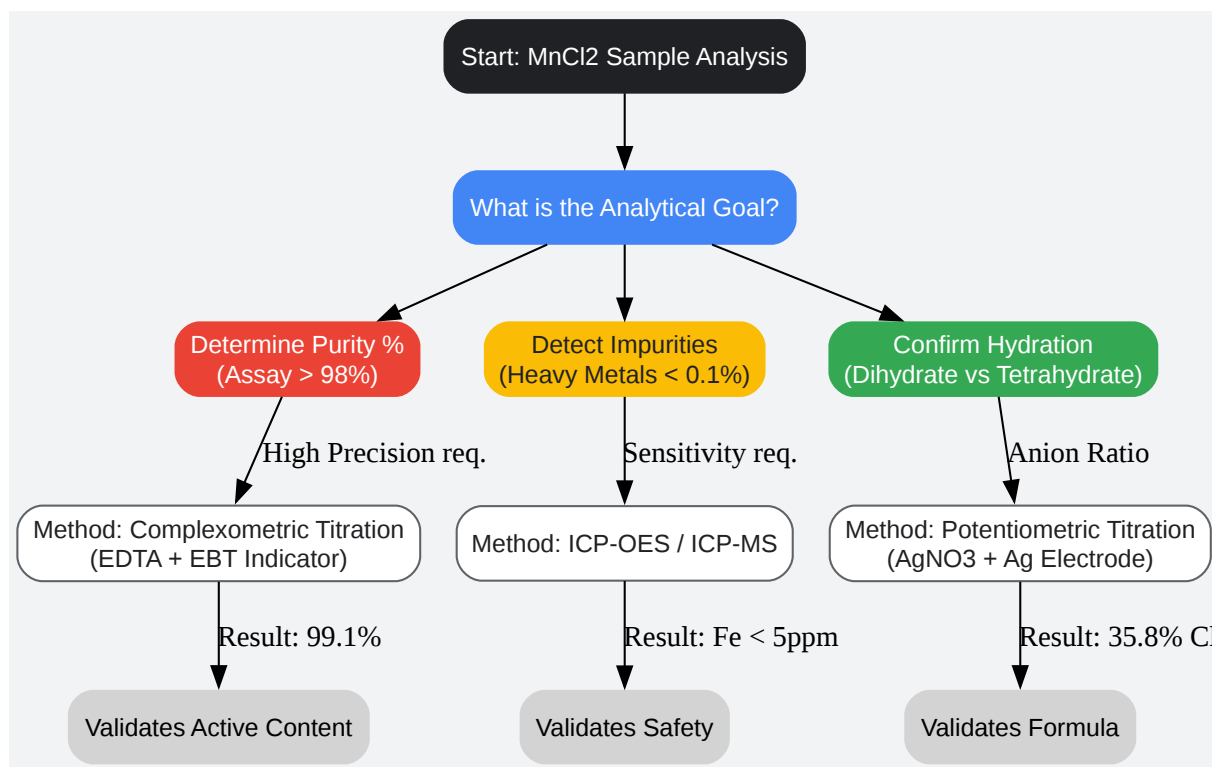 Start: MnCl2 Sample Analysis
What is the Analytical Goal?
Determine Purity %
(Assay > 98%)
Detect Impurities
(Heavy Metals < 0.1%)
Confirm Hydration
(Dihydrate vs Tetrahydrate)
High Precision req.
Sensitivity req.
Anion Ratio
Method: Complexometric Titration
(EDTA + EBT Indicator)
Method: ICP-OES / ICP-MS
Method: Potentiometric Titration
(AgNO3 + Ag Electrode)
Result: 99.1%
Result: Fe < 5ppm
Result: 35.8% Cl
Validates Active Content
Validates Safety
Validates Formula